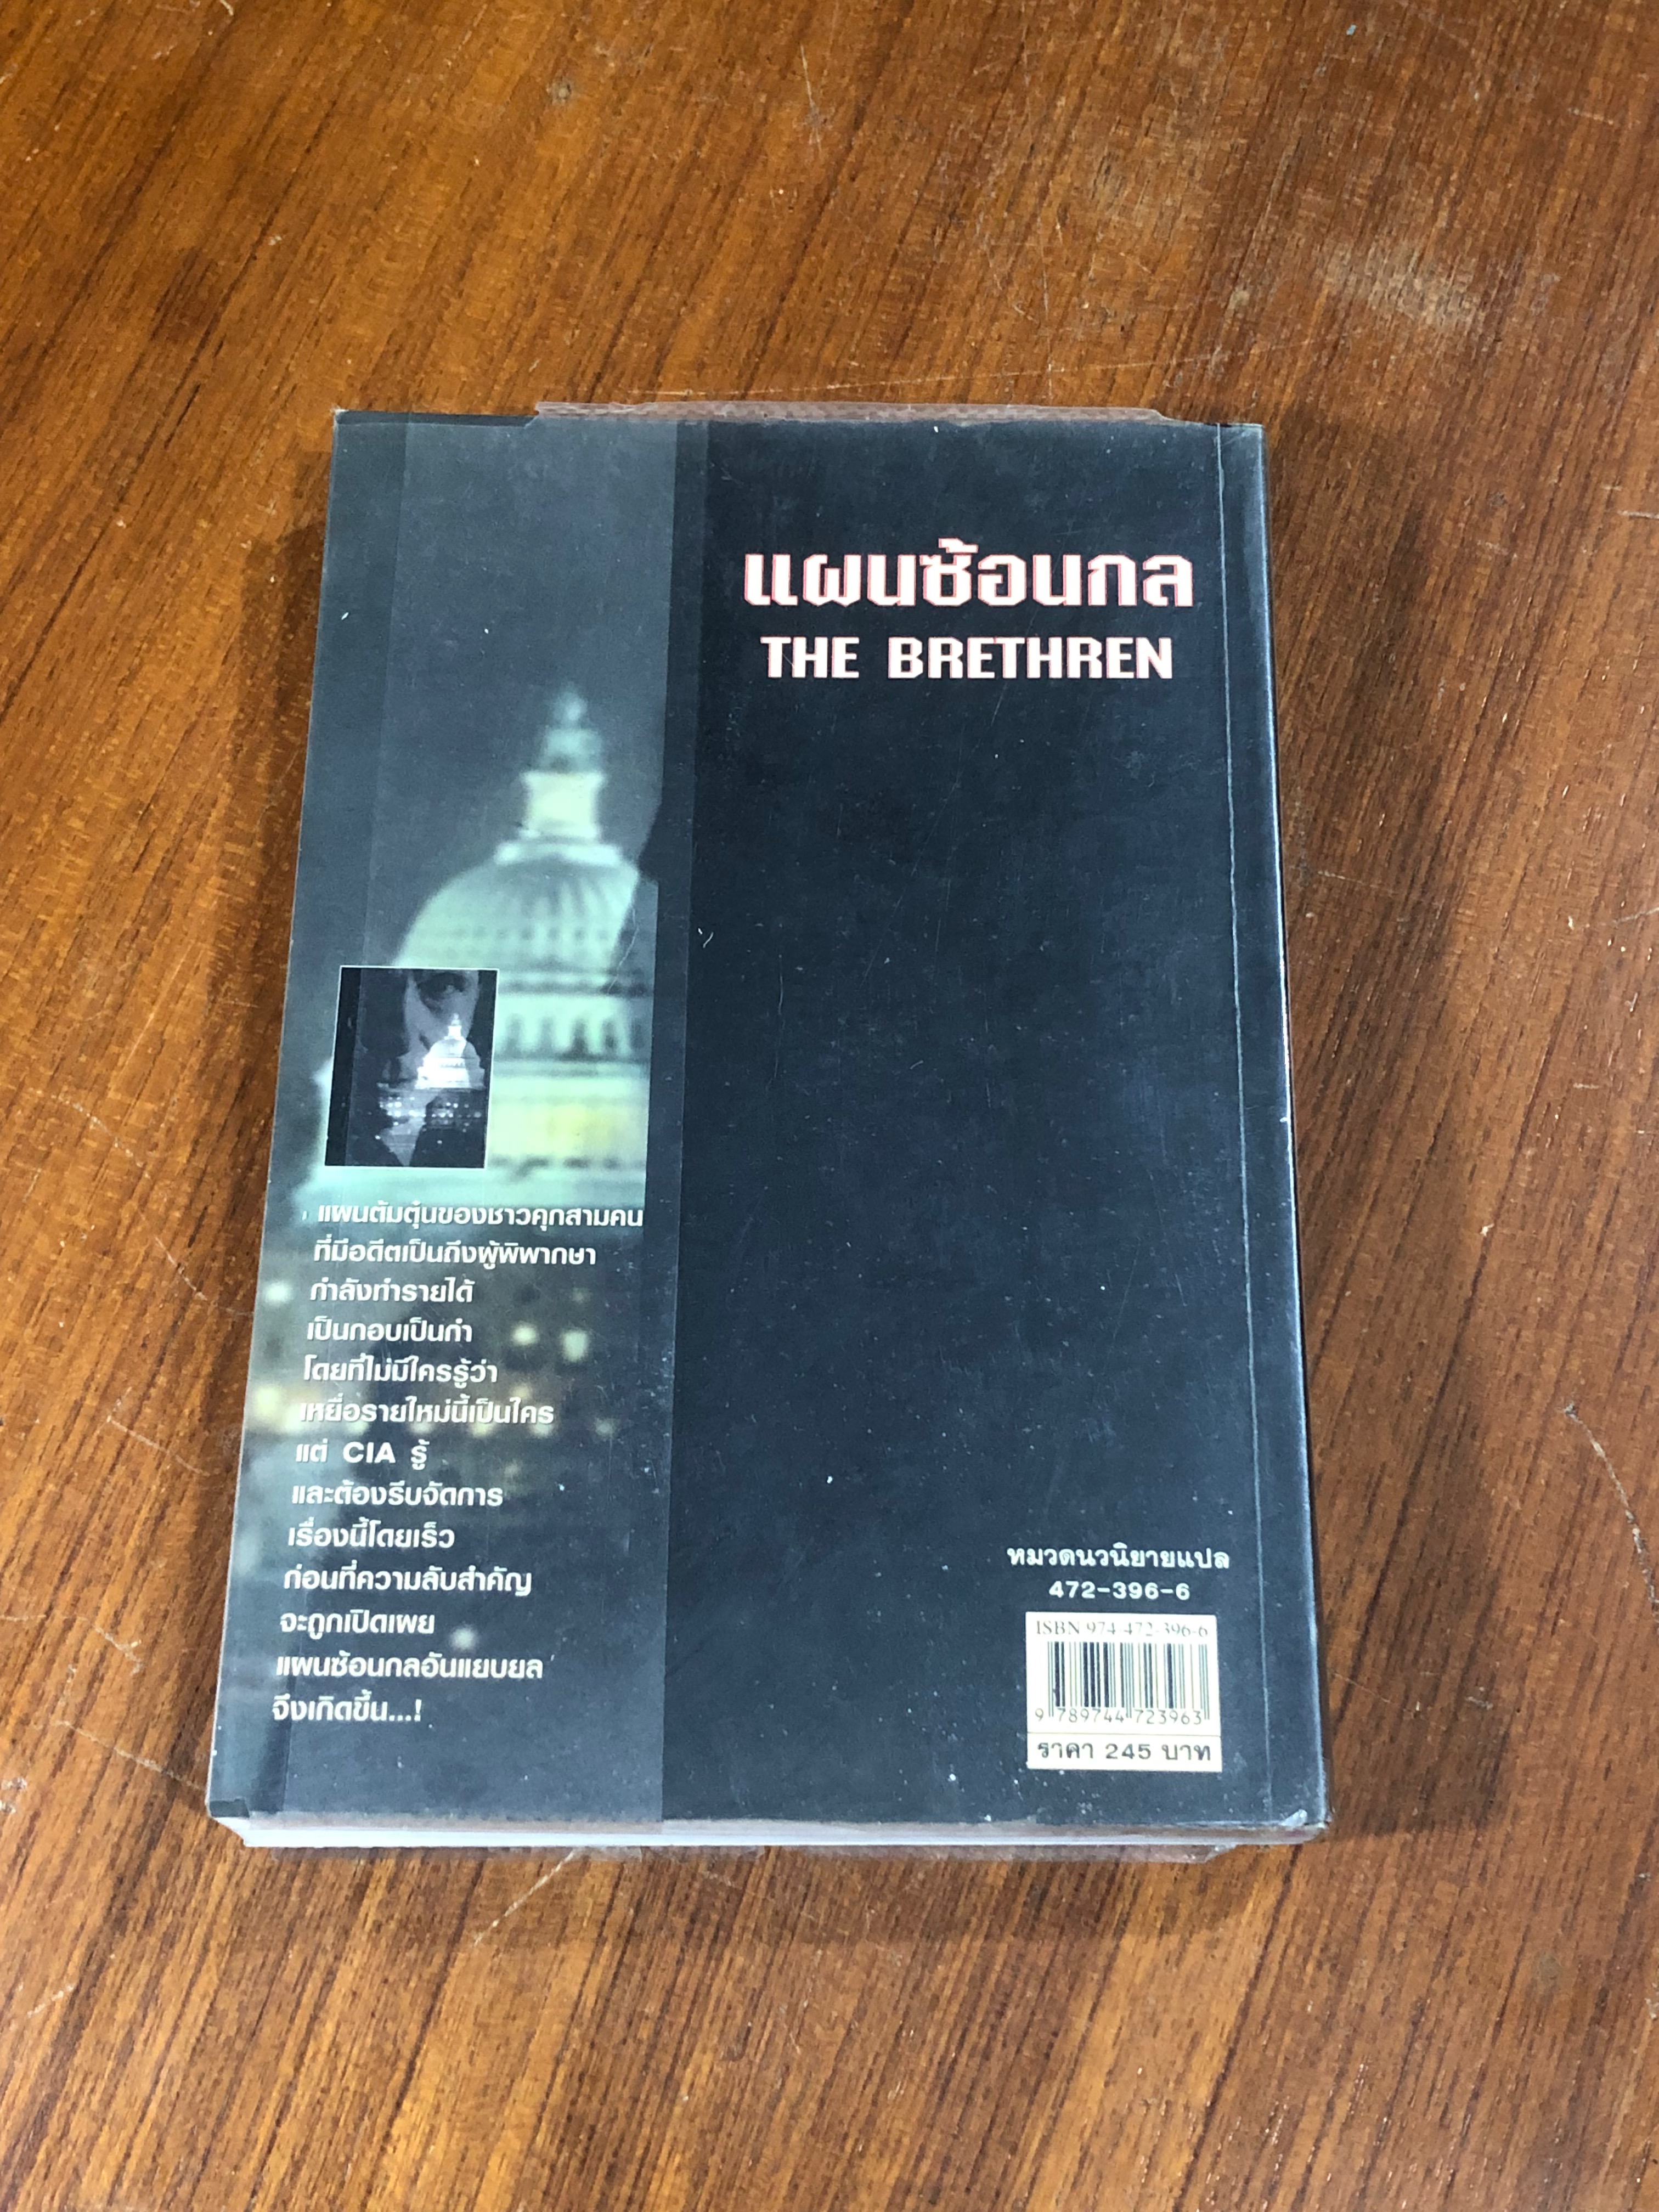 แผนซ้อนกล
THE BRETHREN
แผนต้มตุ๋นของชาวคุกสามคน
ที่มีอดีตเป็นถึงผู้พิพากษา
กำลังทำรายได้
เป็นกอบเป็นกำ
โดยที่ไม่มีใครรู้ว่า
เหยื่อรายใหม่นี้เป็นใคร
แต่ CIA รู้
และต้องรีบจัดการ
เรื่องนี้โดยเร็ว
ก่อนที่ความลับสำคัญ
จะถูกเปิดเผย
แผนซ้อนกลอันแยบยล
จึงเกิดขึ้น...!
หมวดนวนิยายแปล
472-396-6
ISBN 974-472-396-6
9 789744 723963
ราคา 245 บาท